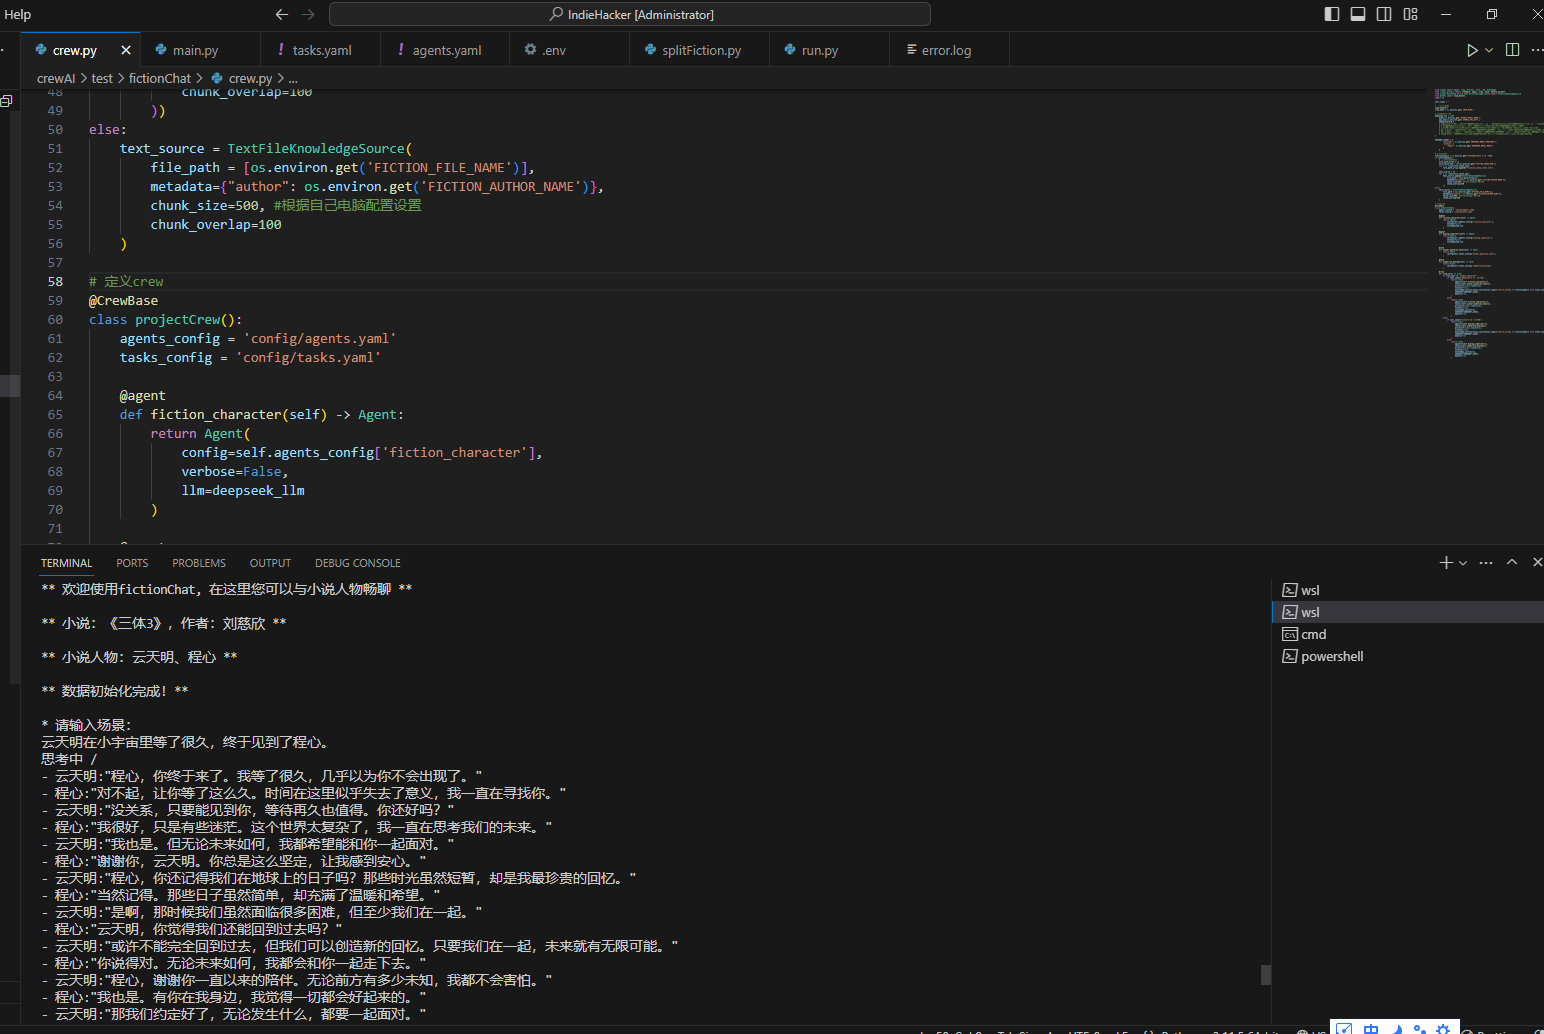 Help
IndieHacker [Administrator]
crew.py
main.py
! tasks.yaml
! agents.yaml
.env
splitFiction.py
run.py
error.log
crewAI > test > fictionChat > crew.py > ...
48 chunk_overlap=100
49 ))
50 else:
51 text_source = TextFileKnowledgeSource(
52 file_path = [os.environ.get('FICTION_FILE_NAME')],
53 metadata={"author": os.environ.get('FICTION_AUTHOR_NAME')},
54 chunk_size=500, #根据自己电脑配置设置
55 chunk_overlap=100
56 )
57
58 # 定义crew
59 @CrewBase
60 class projectCrew():
61 agents_config = 'config/agents.yaml'
62 tasks_config = 'config/tasks.yaml'
63
64 @agent
65 def fiction_character(self) -> Agent:
66 return Agent(
67 config=self.agents_config['fiction_character'],
68 verbose=False,
69 llm=deepseek_llm
70 )
71
TERMINAL
PORTS
PROBLEMS
OUTPUT
DEBUG CONSOLE
** 欢迎使用fictionChat, 在这里您可以与小说人物畅聊 **
** 小说: 《三体3》, 作者: 刘慈欣 **
** 小说人物: 云天明、程心 **
** 数据初始化完成! **
* 请输入场景:
云天明在小宇宙里等了很久, 终于见到了程心。
思考中 /
- 云天明:"程心, 你终于来了。我等了很久, 几乎以为你不会出现了。"
- 程心:"对不起, 让你等了这么久。时间在这里似乎失去了意义, 我一直在寻找你。"
- 云天明:"没关系, 只要能见到你, 等待再久也值得。你还好吗? "
- 程心:"我很好, 只是有些迷茫。这个世界太复杂了, 我一直在思考我们的未来。"
- 云天明:"我也是。但无论未来如何, 我都希望能和你一起面对。"
- 程心:"谢谢你, 云天明。你总是这么坚定, 让我感到安心。"
- 云天明:"程心, 你还记得我们在地球上的日子吗? 那些时光虽然短暂, 却是我最珍贵的回忆。"
- 程心:"当然记得。那些日子虽然简单, 却充满了温暖和希望。"
- 云天明:"是啊, 那时候我们虽然面临很多困难, 但至少我们在一起。"
- 程心:"云天明, 你觉得我们还能回到过去吗? "
- 云天明:"或许不能完全回到过去, 但我们可以创造新的回忆。只要我们在一起, 未来就有无限可能。"
- 程心:"你说得对。无论未来如何, 我都会和你一起走下去。"
- 云天明:"程心, 谢谢你一直以来的陪伴。无论前方有多少未知, 我都不会害怕。"
- 程心:"我也是。有你在我身边, 我觉得一切都会好起来的。"
- 云天明:"那我们约定好了, 无论发生什么, 都要一起面对。"
wsl
wsl
cmd
powershell